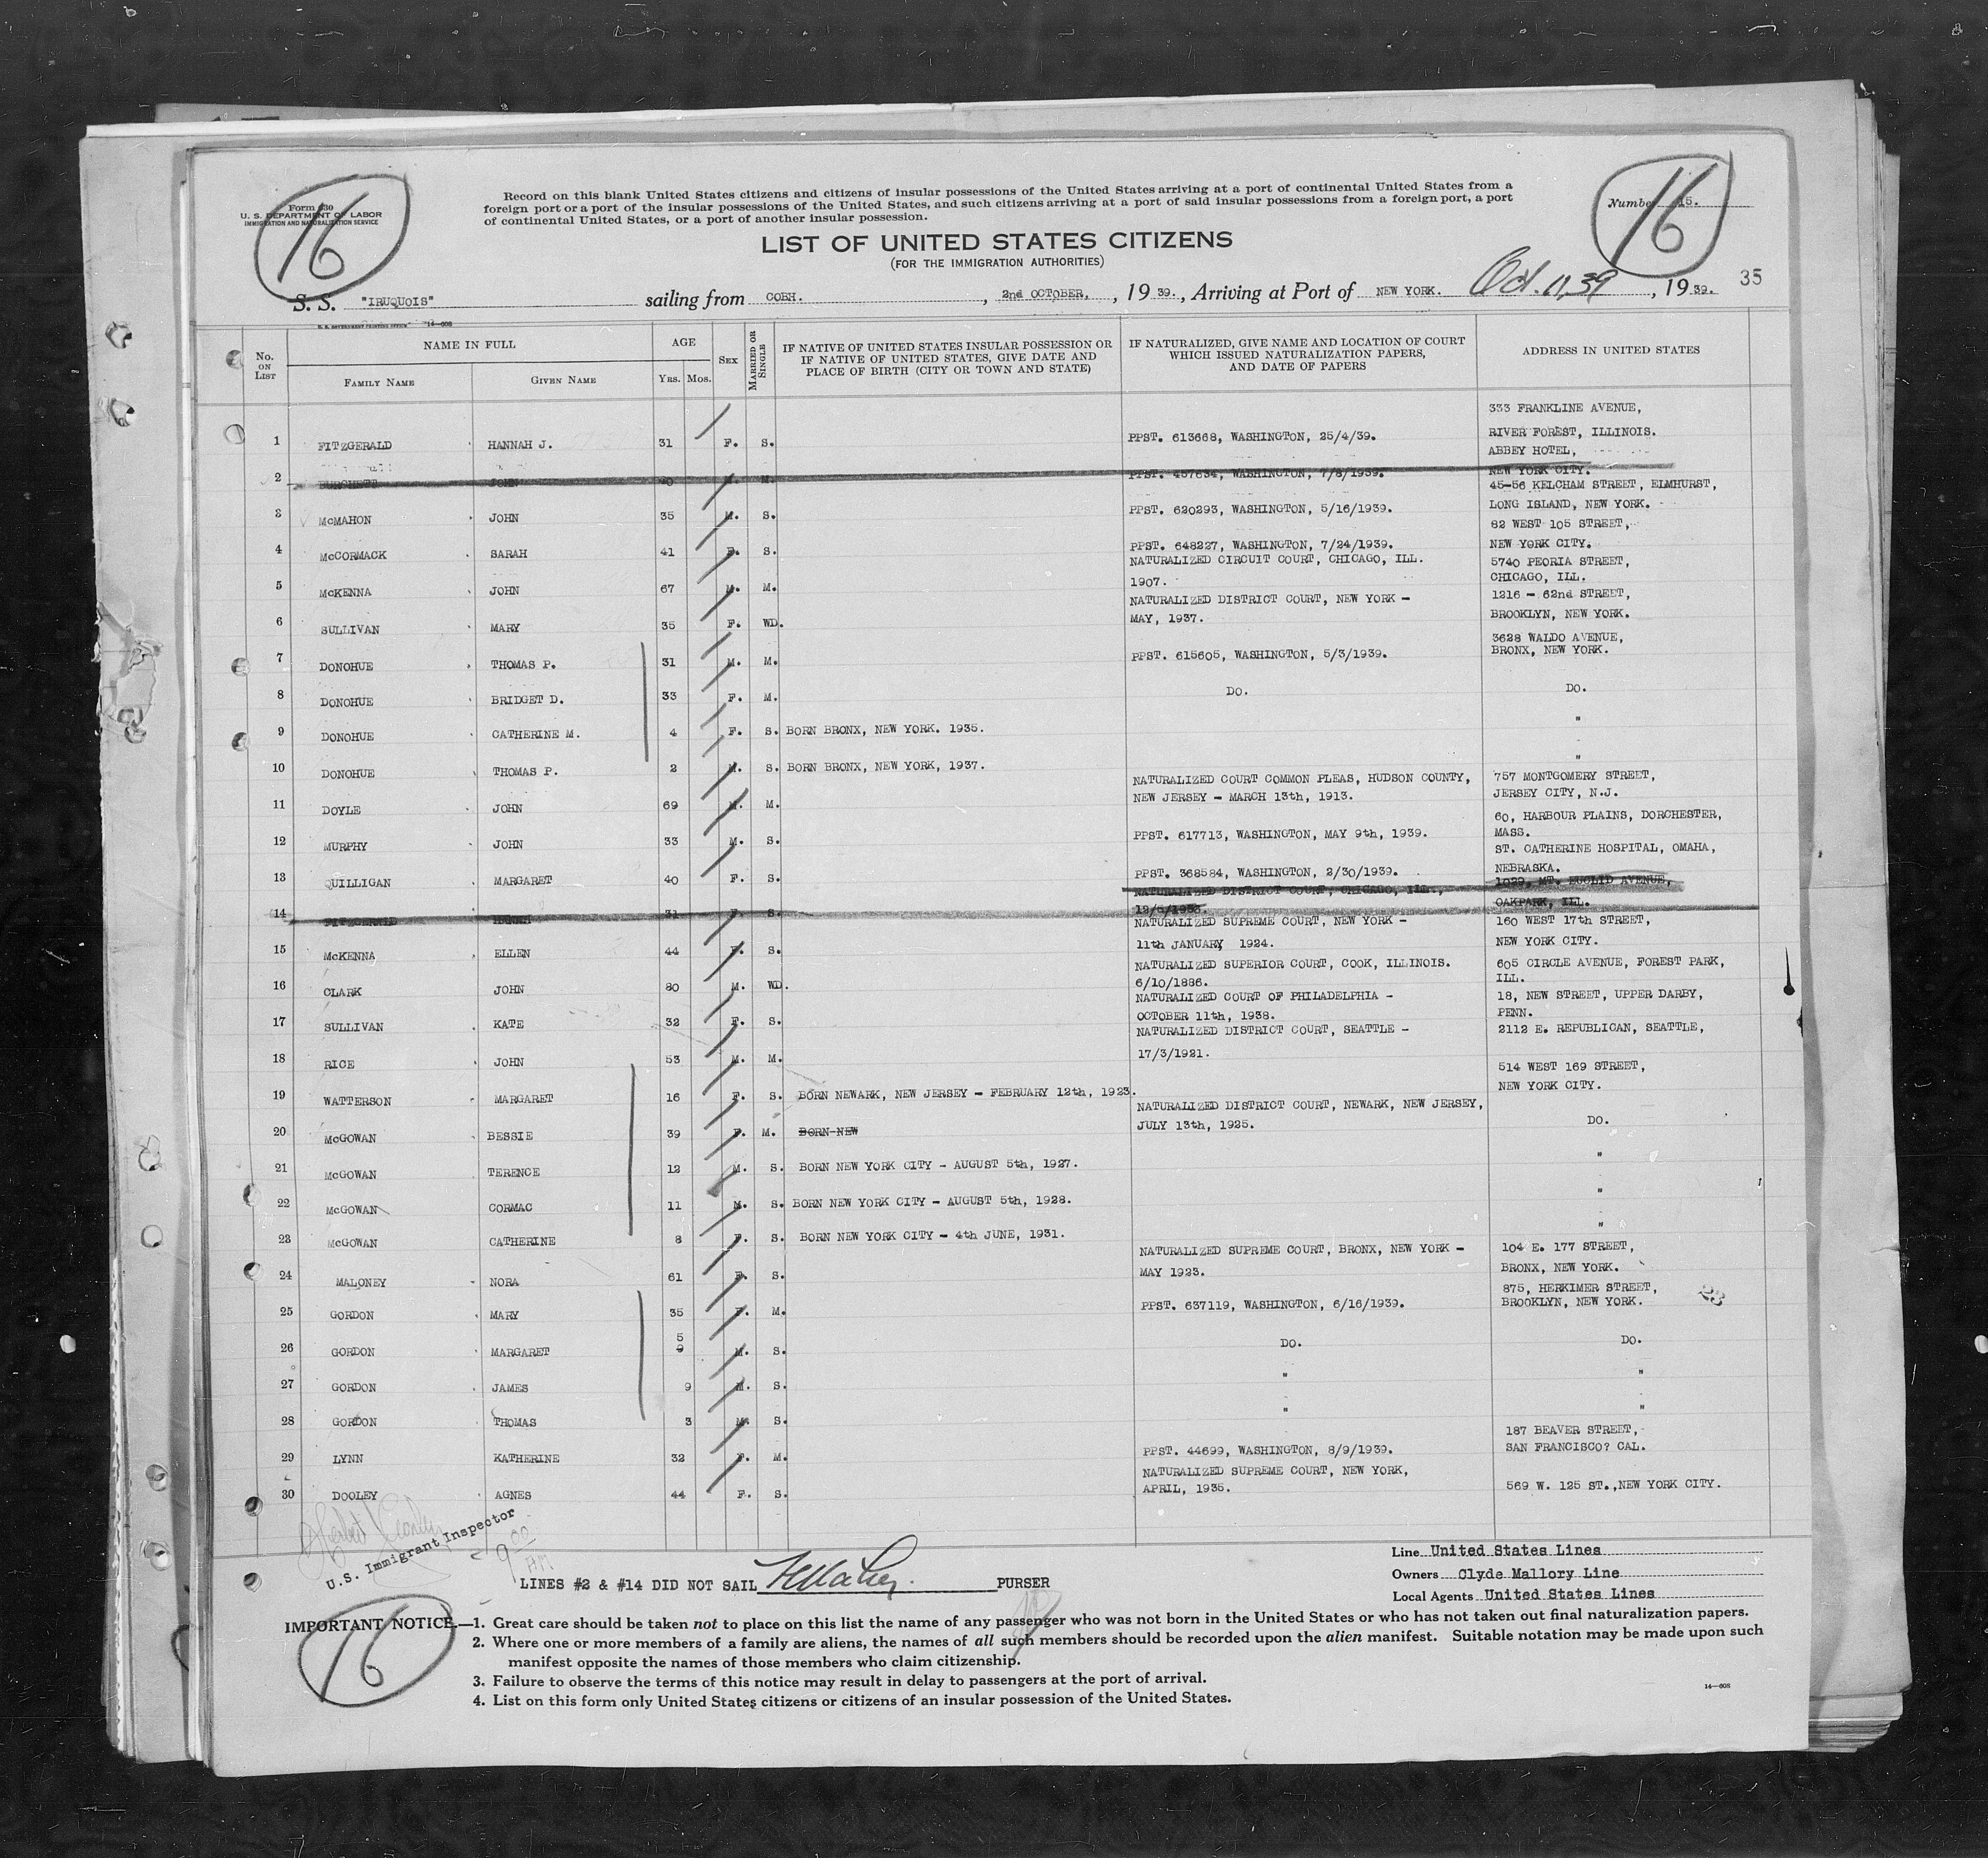 16
16
Form 630
U. S. DEPARTMENT OF LABOR
IMMIGRATION AND NATURALIZATION SERVICE
Record on this blank United States citizens and citizens of insular possessions of the United States arriving at a port of continental United States from a
foreign port or a port of the insular possessions of the United States, and such citizens arriving at a port of said insular possessions from a foreign port, a port
of continental United States, or a port of another insular possession.
Number 15.
LIST OF UNITED STATES CITIZENS
(FOR THE IMMIGRATION AUTHORITIES)
S. S. "IRUQUOIS" sailing from COBH. , 2nd OCTOBER, , 19 39. , Arriving at Port of NEW YORK. Oct. 11, 39 , 19 39. 35
U. S. GOVERNMENT PRINTING OFFICE 14—608
No. ON LIST NAME IN FULL AGE SEX MARRIED OR SINGLE IF NATIVE OF UNITED STATES INSULAR POSSESSION OR IF NATIVE OF UNITED STATES, GIVE DATE AND PLACE OF BIRTH (CITY OR TOWN AND STATE) IF NATURALIZED, GIVE NAME AND LOCATION OF COURT WHICH ISSUED NATURALIZATION PAPERS, AND DATE OF PAPERS ADDRESS IN UNITED STATES
FAMILY NAME GIVEN NAME YRS. MOS.
333 FRANKLINE AVENUE,
1 FITZGERALD HANNAH J. 31 F. S. PPST. 613668, WASHINGTON, 25/4/39. RIVER FOREST, ILLINOIS.
ABBEY HOTEL,
2 JOHN 40 M. M. PPST. 457634, WASHINGTON, 7/8/1939. NEW YORK CITY.
45-56 KELCHAM STREET, ELMHURST,
3 McMAHON JOHN 35 M. S. PPST. 620293, WASHINGTON, 5/16/1939. LONG ISLAND, NEW YORK.
82 WEST 105 STREET,
4 McCORMACK SARAH 41 F. S. PPST. 648227, WASHINGTON, 7/24/1939. NEW YORK CITY.
NATURALIZED CIRCUIT COURT, CHICAGO, ILL. 5740 PEORIA STREET,
5 McKENNA JOHN 67 M. M. 1907. CHICAGO, ILL.
NATURALIZED DISTRICT COURT, NEW YORK - 1216 - 62nd STREET,
6 SULLIVAN MARY 35 F. WD. MAY, 1937. BROOKLYN, NEW YORK.
3628 WALDO AVENUE,
7 DONOHUE THOMAS P. 31 M. M. PPST. 615605, WASHINGTON, 5/3/1939. BRONX, NEW YORK.
8 DONOHUE BRIDGET D. 33 F. M. DO. DO.
9 DONOHUE CATHERINE M. 4 F. S. BORN BRONX, NEW YORK. 1935. "
10 DONOHUE THOMAS P. 2 M. S. BORN BRONX, NEW YORK, 1937. "
NATURALIZED COURT COMMON PLEAS, HUDSON COUNTY, 757 MONTGOMERY STREET,
11 DOYLE JOHN 69 M. M. NEW JERSEY - MARCH 13th, 1913. JERSEY CITY, N.J.
60, HARBOUR PLAINS, DORCHESTER,
12 MURPHY JOHN 33 M. S. PPST. 617713, WASHINGTON, MAY 9th, 1939. MASS.
ST. CATHERINE HOSPITAL, OMAHA,
13 QUILLIGAN MARGARET 40 F. S. PPST. 368584, WASHINGTON, 2/30/1939. NEBRASKA.
NATURALIZED DISTRICT COURT, CHICAGO, ILL., 1029, MT. EUCLID AVENUE,
14 FITZGERALD 31 F. S. OAKPARK, ILL.
NATURALIZED SUPREME COURT, NEW YORK - 160 WEST 17th STREET,
15 McKENNA ELLEN 44 F. S. 11th JANUARY 1924. NEW YORK CITY.
NATURALIZED SUPERIOR COURT, COOK, ILLINOIS. 605 CIRCLE AVENUE, FOREST PARK,
16 CLARK JOHN 80 M. WD. 6/10/1886. ILL.
NATURALIZED COURT OF PHILADELPHIA - 18, NEW STREET, UPPER DARBY,
17 SULLIVAN KATE 32 F. S. OCTOBER 11th, 1938. PENN.
NATURALIZED DISTRICT COURT, SEATTLE - 2112 E. REPUBLICAN, SEATTLE,
18 RICE JOHN 53 M. M. 17/3/1921.
514 WEST 169 STREET,
19 WATTERSON MARGARET 16 F. S. BORN NEWARK, NEW JERSEY - FEBRUARY 12th, 1923. NEW YORK CITY.
NATURALIZED DISTRICT COURT, NEWARK, NEW JERSEY,
20 McGOWAN BESSIE 39 F. M. BORN NEW JULY 13th, 1925. DO.
21 McGOWAN TERENCE 12 M. S. BORN NEW YORK CITY - AUGUST 5th, 1927. "
22 McGOWAN CORMAC 11 M. S. BORN NEW YORK CITY - AUGUST 5th, 1928. "
23 McGOWAN CATHERINE 8 F. S. BORN NEW YORK CITY - 4th JUNE, 1931. "
NATURALIZED SUPREME COURT, BRONX, NEW YORK - 104 E. 177 STREET,
24 MALONEY NORA 61 F. S. MAY 1923. BRONX, NEW YORK.
875, HERKIMER STREET,
25 GORDON MARY 35 F. M. PPST. 637119, WASHINGTON, 6/16/1939. BROOKLYN, NEW YORK. 23
5
26 GORDON MARGARET 9 M. S. DO. DO.
27 GORDON JAMES 9 M. S. " "
28 GORDON THOMAS 3 M. S. " "
187 BEAVER STREET,
29 LYNN KATHERINE 32 F. M. PPST. 44699, WASHINGTON, 8/9/1939. SAN FRANCISCO? CAL.
NATURALIZED SUPREME COURT, NEW YORK,
30 DOOLEY AGNES 44 F. S. APRIL, 1935. 569 W. 125 ST.,NEW YORK CITY.
U.S. Immigrant Inspector
9 00 AM
LINES #2 & #14 DID NOT SAIL PURSER
Line United States Lines
Owners Clyde Mallory Line
Local Agents United States Lines
16
IMPORTANT NOTICE.—1. Great care should be taken not to place on this list the name of any passenger who was not born in the United States or who has not taken out final naturalization papers.
2. Where one or more members of a family are aliens, the names of all such members should be recorded upon the alien manifest. Suitable notation may be made upon such
manifest opposite the names of those members who claim citizenship.
3. Failure to observe the terms of this notice may result in delay to passengers at the port of arrival.
4. List on this form only United States citizens or citizens of an insular possession of the United States.
14—608